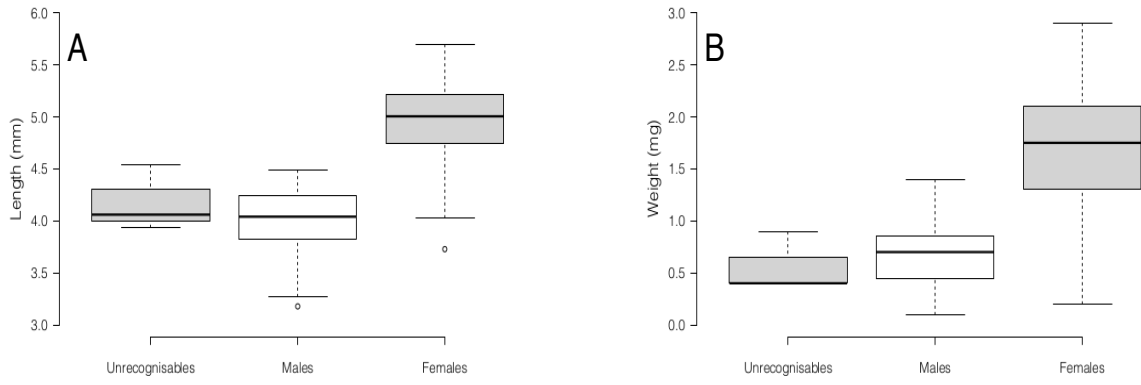 A
Length (mm)
6.0
5.5
5.0
4.5
4.0
3.5
3.0
Unrecognisables Males Females
B
Weight (mg)
3.0
2.5
2.0
1.5
1.0
0.5
0.0
Unrecognisables Males Females